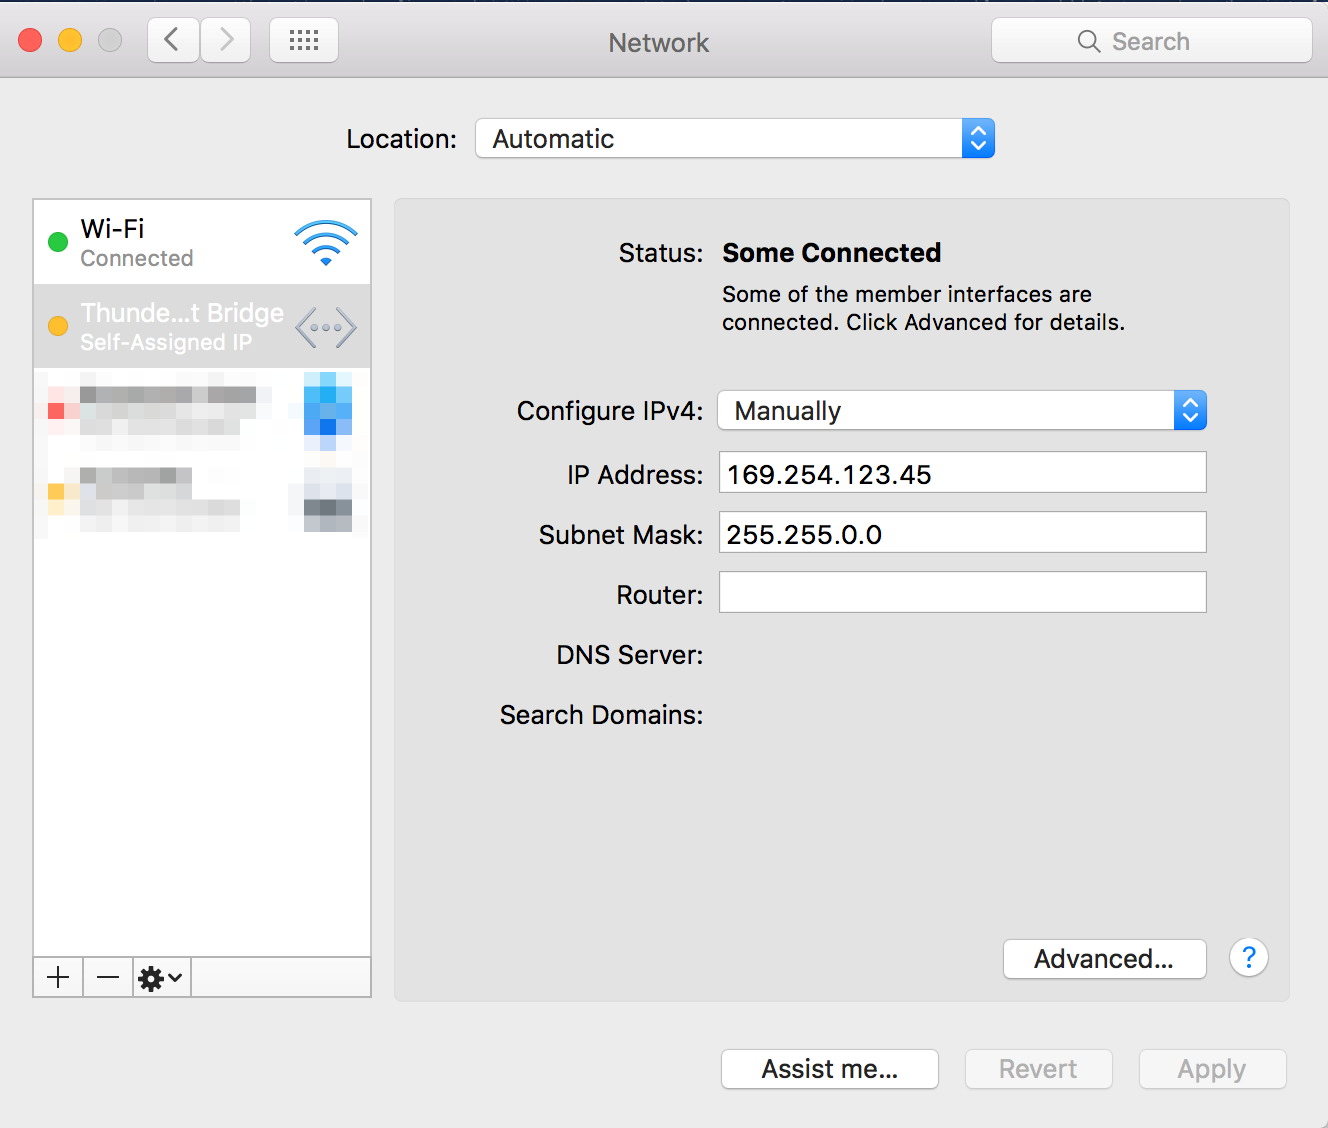 Network
Search
Location: Automatic
Wi-Fi
Connected
Thunde...t Bridge
Self-Assigned IP
Status: Some Connected
Some of the member interfaces are
connected. Click Advanced for details.
Configure IPv4: Manually
IP Address: 169.254.123.45
Subnet Mask: 255.255.0.0
Router:
DNS Server:
Search Domains:
Advanced...
?
Assist me...
Revert
Apply